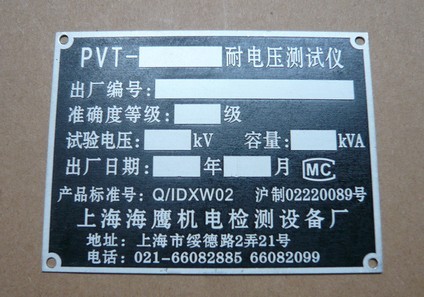 PVT- 耐电压测试仪
出厂编号:
准确度等级: 级
试验电压: kV 容量: kVA
出厂日期: 年 月 MC
产品标准号: Q/IDXW02 沪制02220089号
上海海鹰机电检测设备厂
地址: 上海市绥德路2弄21号
电话: 021-66082885 66082099